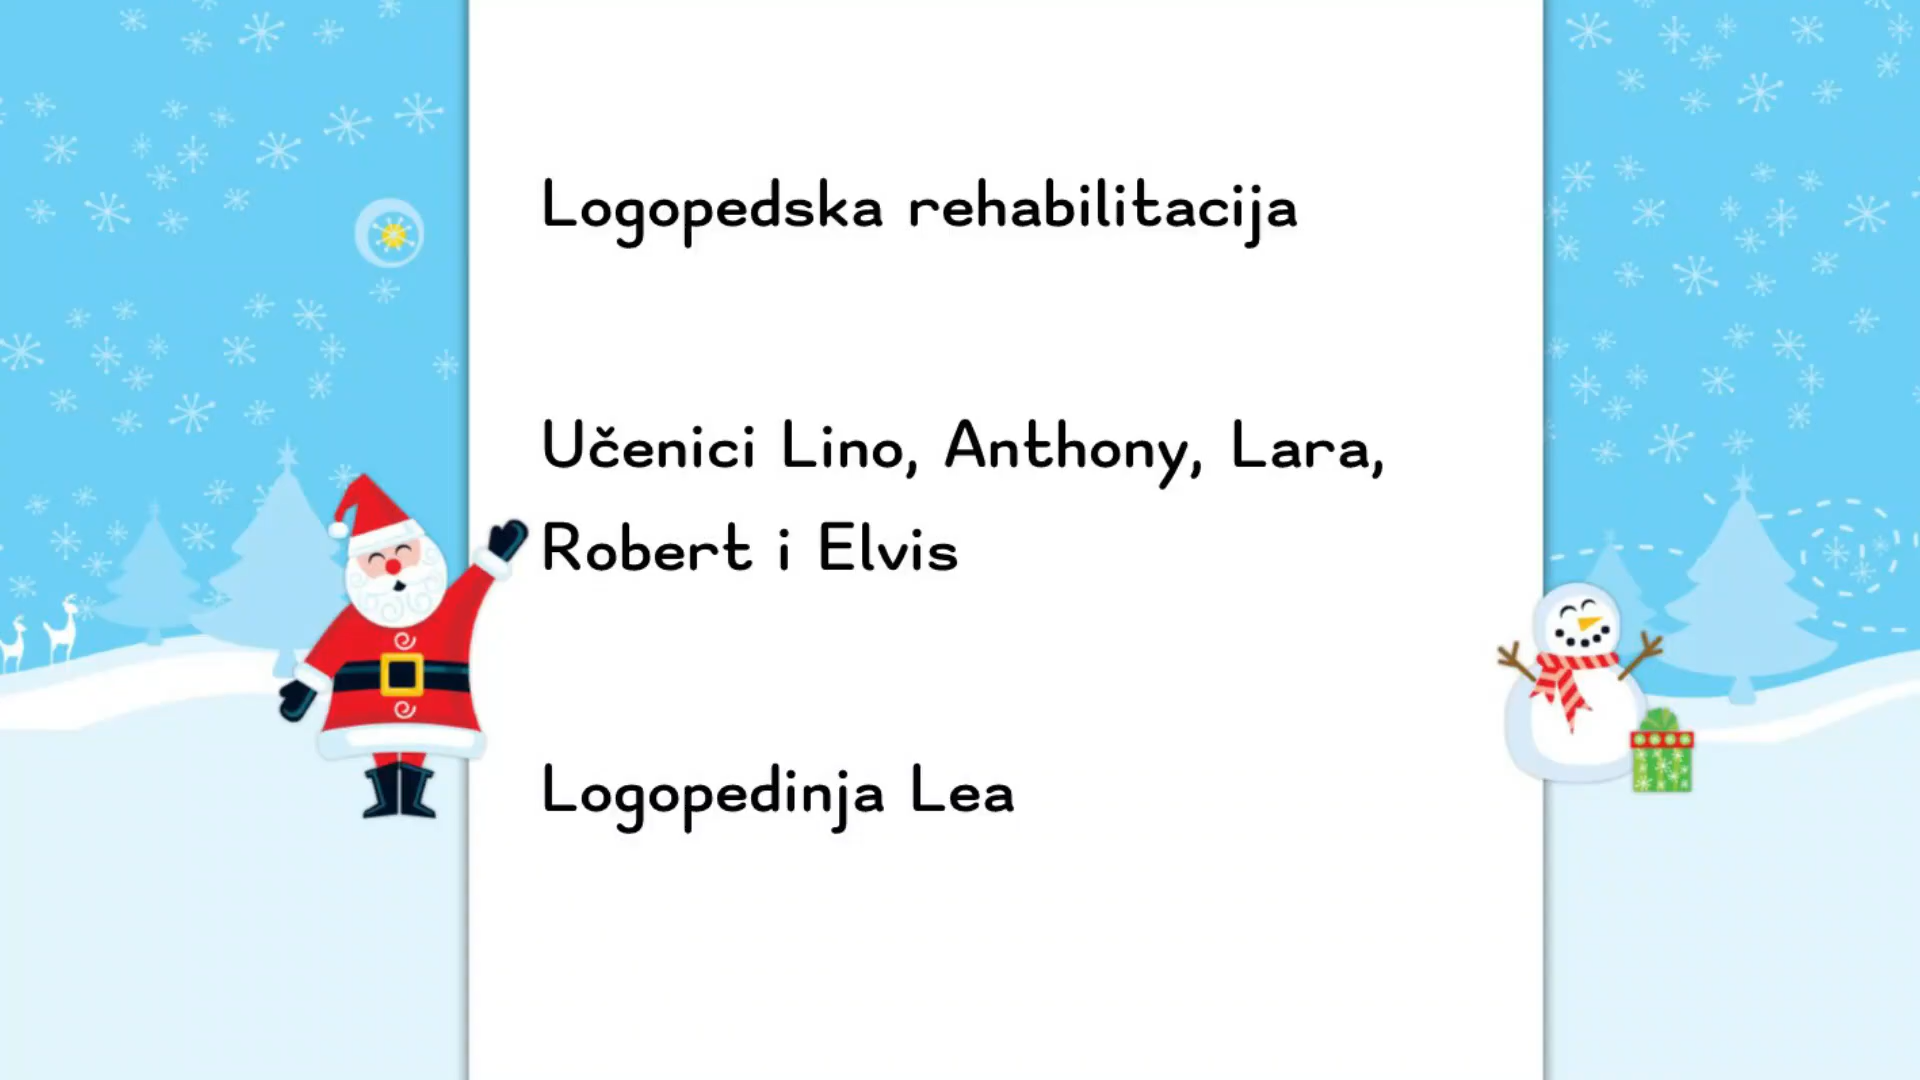 Logopedska rehabilitacija
Učenici Lino, Anthony, Lara,
Robert i Elvis
Logopedinja Lea